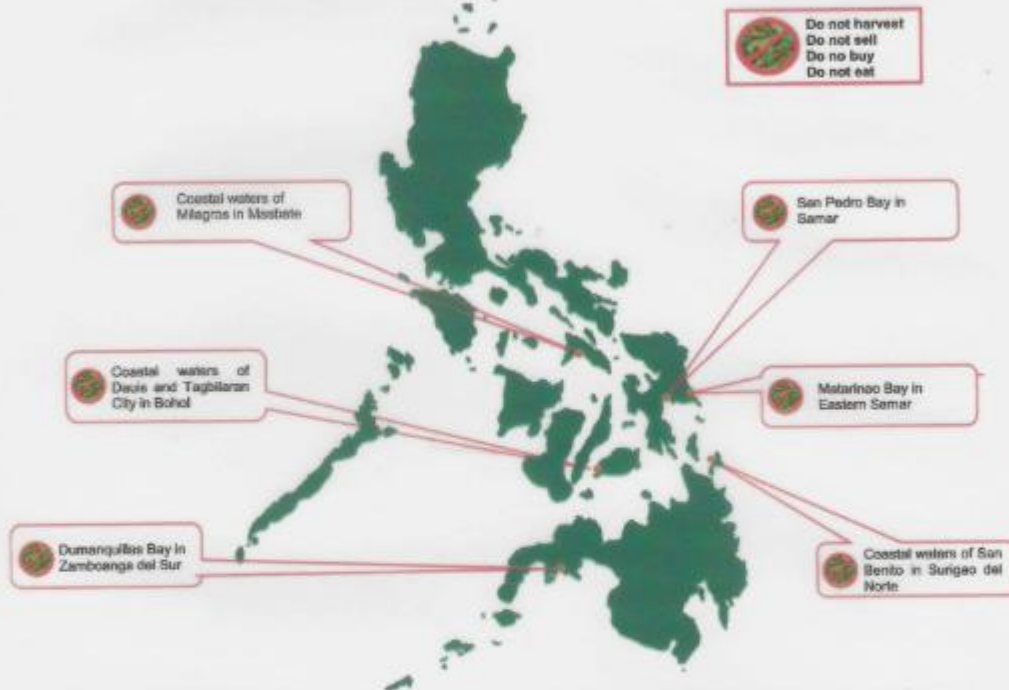 Do not harvest
Do not sell
Do no buy
Do not eat
Coastal waters of
Milagros in Masbate
San Pedro Bay in
Samar
Coastal waters of
Dauis and Tagbilaran
City in Bohol
Matarinao Bay in
Eastern Samar
Dumanquillas Bay in
Zamboanga del Sur
Coastal waters of San
Benito in Surigao del
Norte